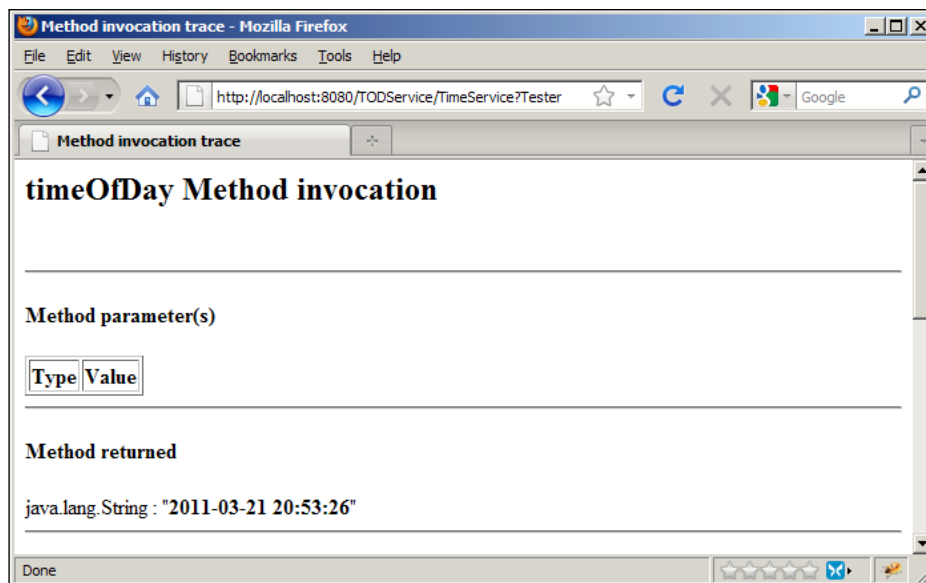 Method invocation trace - Mozilla Firefox
File Edit View History Bookmarks Tools Help
http://localhost:8080/TODService/TimeService?Tester
Google
Method invocation trace
timeOfDay Method invocation
Method parameter(s)
Type Value
Method returned
java.lang.String : "2011-03-21 20:53:26"
Done